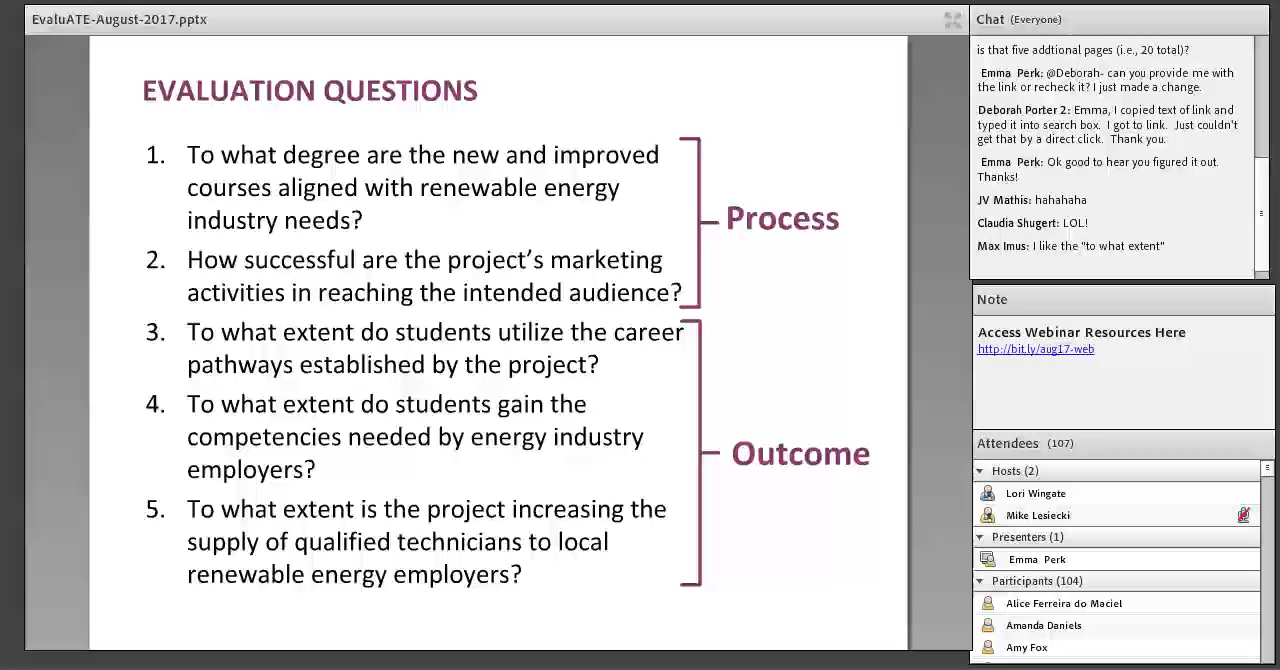 EvaluATE-August-2017.pptx
EVALUATION QUESTIONS
1. To what degree are the new and improved
courses aligned with renewable energy
industry needs?
2. How successful are the project’s marketing
activities in reaching the intended audience?
Process
3. To what extent do students utilize the career
pathways established by the project?
4. To what extent do students gain the
competencies needed by energy industry
employers?
5. To what extent is the project increasing the
supply of qualified technicians to local
renewable energy employers?
Outcome
Chat (Everyone)
is that five addtional pages (i.e., 20 total)?
Emma Perk: @Deborah- can you provide me with
the link or recheck it? I just made a change.
Deborah Porter 2: Emma, I copied text of link and
typed it into search box. I got to link. Just couldn't
get that by a direct click. Thank you.
Emma Perk: Ok good to hear you figured it out.
Thanks!
JV Mathis: hahahaha
Claudia Shugert: LOL!
Max Imus: I like the "to what extent"
Note
Access Webinar Resources Here
http://bit.ly/aug17-web
Attendees (107)
Hosts (2)
Lori Wingate
Mike Lesiecki
Presenters (1)
Emma Perk
Participants (104)
Alice Ferreira do Maciel
Amanda Daniels
Amy Fox